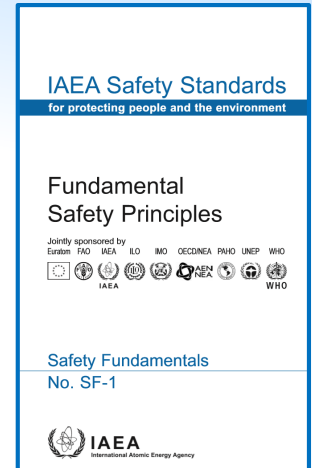 IAEA Safety Standards
for protecting people and the environment
Fundamental
Safety Principles
Jointly sponsored by
Euratom FAO IAEA ILO IMO OECD/NEA PAHO UNEP WHO
AEN
NEA
IAEA
WHO
Safety Fundamentals
No. SF-1
IAEA
International Atomic Energy Agency